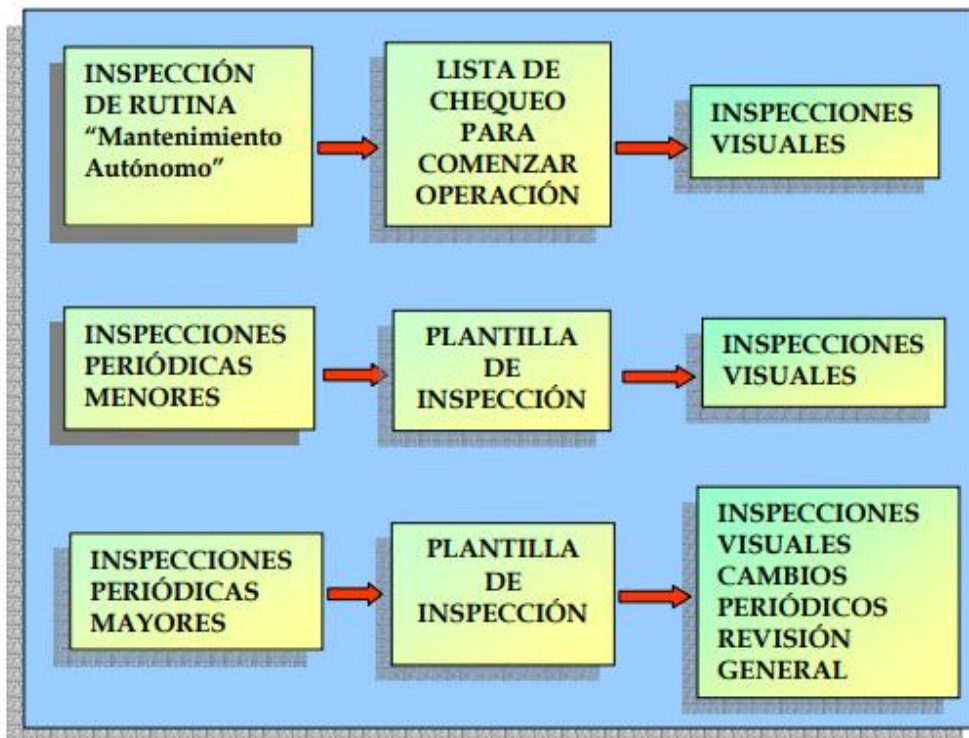 INSPECCIÓN
DE RUTINA
“Mantenimiento
Autónomo”
LISTA DE
CHEQUEO
PARA
COMENZAR
OPERACIÓN
INSPECCIONES
VISUALES
INSPECCIONES
PERIÓDICAS
MENORES
PLANTILLA
DE
INSPECCIÓN
INSPECCIONES
VISUALES
INSPECCIONES
PERIÓDICAS
MAYORES
PLANTILLA
DE
INSPECCIÓN
INSPECCIONES
VISUALES
CAMBIOS
PERIÓDICOS
REVISIÓN
GENERAL